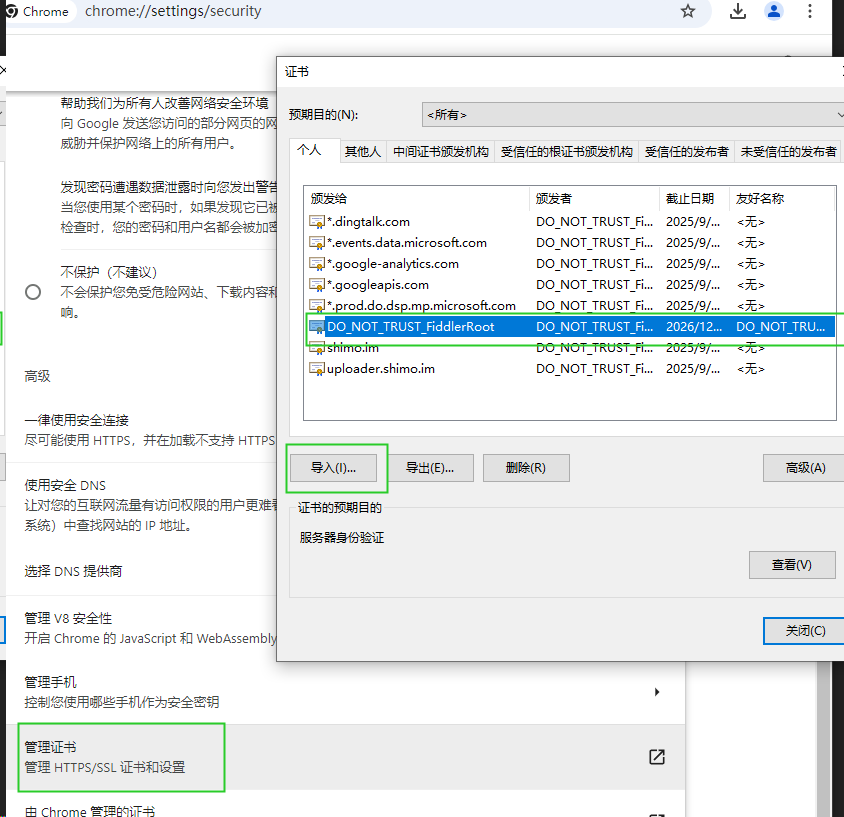 Chrome
chrome://settings/security
帮助我们为所有人改善网络安全环境
向 Google 发送您访问的部分网页的网
威胁并保护网络上的所有用户。
发现密码遭遇数据泄露时向您发出警告
当您使用某个密码时，如果发现它已被
检查时，您的密码和用户名都会被加密
不保护（不建议）
不会保护您免受危险网站、下载内容和
响。
高级
一律使用安全连接
尽可能使用 HTTPS，并在加载不支持 HTTPS
使用安全 DNS
让对您的互联网流量有访问权限的用户更难看
系统）中查找网站的 IP 地址。
选择 DNS 提供商
管理 V8 安全性
开启 Chrome 的 JavaScript 和 WebAssembly
管理手机
控制您使用哪些手机作为安全密钥
管理证书
管理 HTTPS/SSL 证书和设置
由 Chrome 管理的证书
证书
预期目的(N):
<所有>
个人 其他人 中间证书颁发机构 受信任的根证书颁发机构 受信任的发布者 未受信任的发布者
颁发给 颁发者 截止日期 友好名称
*.dingtalk.com DO_NOT_TRUST_Fi... 2025/9/... <无>
*.events.data.microsoft.com DO_NOT_TRUST_Fi... 2025/9/... <无>
*.google-analytics.com DO_NOT_TRUST_Fi... 2025/9/... <无>
*.googleapis.com DO_NOT_TRUST_Fi... 2025/9/... <无>
*.prod.do.dsp.mp.microsoft.com DO_NOT_TRUST_Fi... 2025/9/... <无>
DO_NOT_TRUST_FiddlerRoot DO_NOT_TRUST_Fi... 2026/12... DO_NOT_TRU...
shimo.im DO_NOT_TRUST_Fi... 2025/9/... <无>
uploader.shimo.im DO_NOT_TRUST_Fi... 2025/9/... <无>
导入(I)... 导出(E)... 删除(R) 高级(A)
证书的预期目的
服务器身份验证
查看(V)
关闭(C)